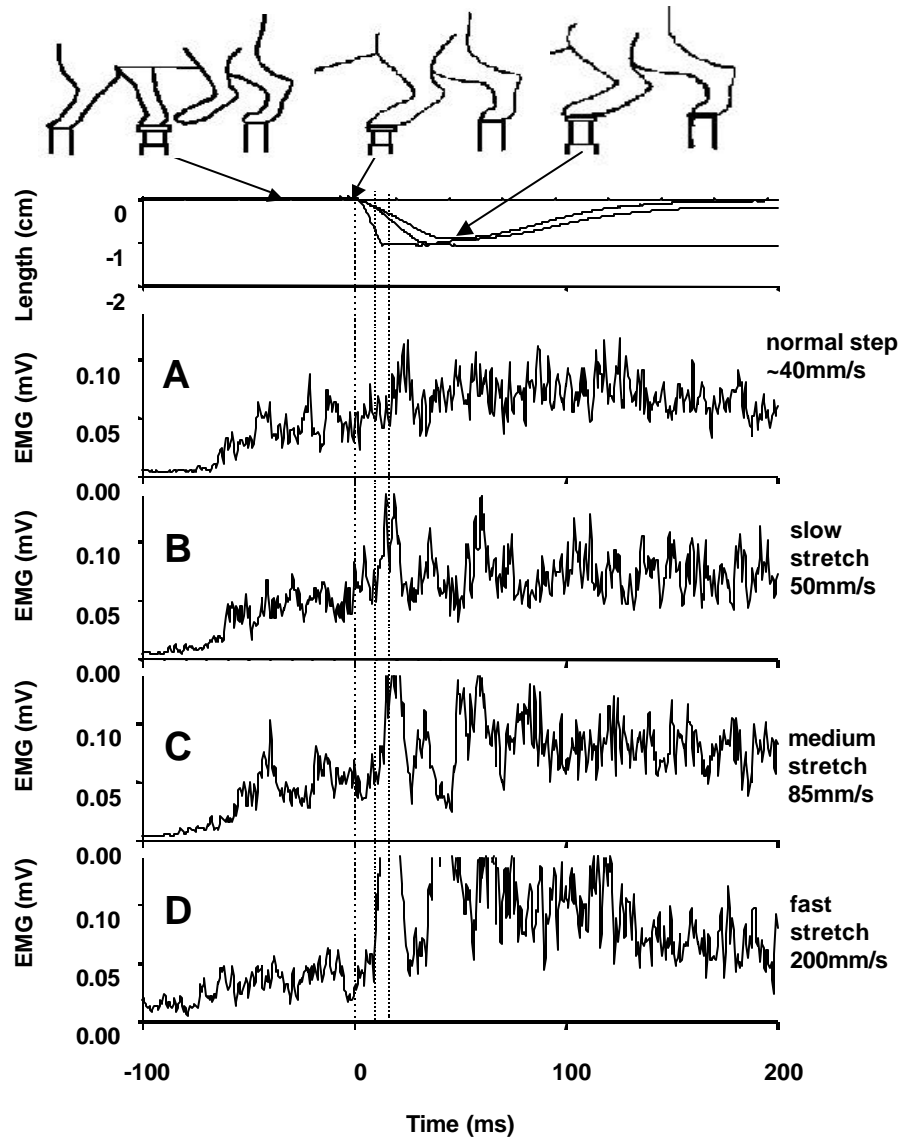 Length (cm)
0
-1
-2
A
EMG (mV)
0.10
0.05
0.00
normal step
~40mm/s
B
EMG (mV)
0.10
0.05
0.00
slow
stretch
50mm/s
C
EMG (mV)
0.10
0.05
0.00
medium
stretch
85mm/s
D
EMG (mV)
0.10
0.05
0.00
fast
stretch
200mm/s
-100
0
100
200
Time (ms)